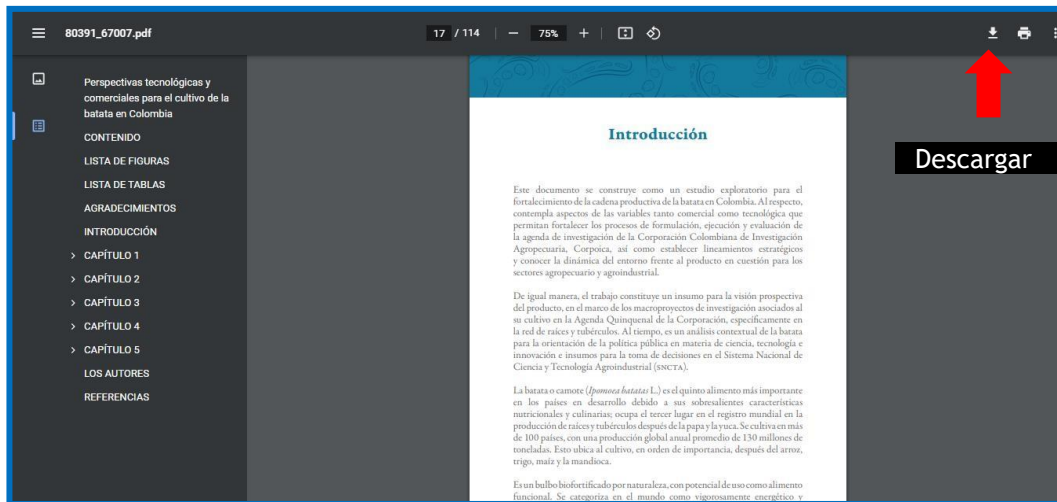 80391_67007.pdf
17 / 114
75%
Perspectivas tecnológicas y
comerciales para el cultivo de la
batata en Colombia
CONTENIDO
LISTA DE FIGURAS
LISTA DE TABLAS
AGRADECIMIENTOS
INTRODUCCIÓN
CAPÍTULO 1
CAPÍTULO 2
CAPÍTULO 3
CAPÍTULO 4
CAPÍTULO 5
LOS AUTORES
REFERENCIAS
Introducción
Este documento se construye como un estudio exploratorio para el
fortalecimiento de la cadena productiva de la batata en Colombia. Al respecto,
contempla aspectos de las variables tanto comercial como tecnológica que
permitan fortalecer los procesos de formulación, ejecución y evaluación de
la agenda de investigación de la Corporación Colombiana de Investigación
Agropecuaria, Corpoica, así como establecer lineamientos estratégicos
y conocer la dinámica del entorno frente al producto en cuestión para los
sectores agropecuario y agroindustrial.
De igual manera, el trabajo constituye un insumo para la visión prospectiva
del producto, en el marco de los macroproyectos de investigación asociados al
su cultivo en la Agenda Quinquenal de la Corporación, específicamente en
la red de raíces y tubérculos. Al tiempo, es un análisis contextual de la batata
para la orientación de la política pública en materia de ciencia, tecnología e
innovación e insumos para la toma de decisiones en el Sistema Nacional de
Ciencia y Tecnología Agroindustrial (SNCTA).
La batata o camote (Ipomoea batatas L.) es el quinto alimento más importante
en los países en desarrollo debido a sus sobresalientes características
nutricionales y culinarias; ocupa el tercer lugar en el registro mundial en la
producción de raíces y tubérculos después de la papa y la yuca. Se cultiva en más
de 100 países, con una producción global anual promedio de 130 millones de
toneladas. Esto ubica al cultivo, en orden de importancia, después del arroz,
trigo, maíz y la mandioca.
Es un bulbo biofortificado por naturaleza, con potencial de uso como alimento
funcional. Se categoriza en el mundo como vigorosamente energético y
Descargar